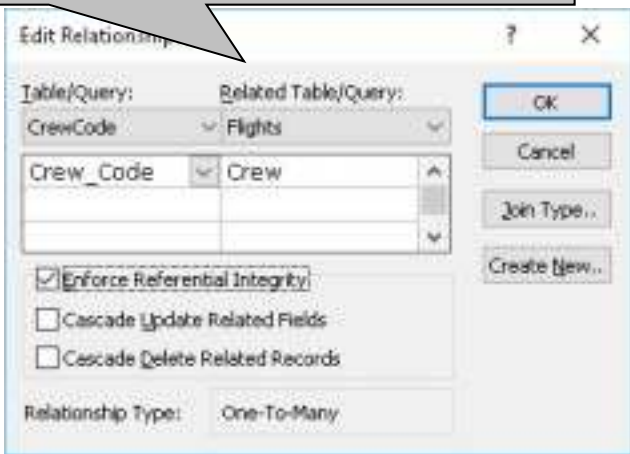 Edit Relationship
? ×
Table/Query: Related Table/Query:
CrewCode Flights
Crew_Code Crew
Enforce Referential Integrity
Cascade Update Related Fields
Cascade Delete Related Records
Relationship Type: One-To-Many
OK
Cancel
Join Type..
Create New..